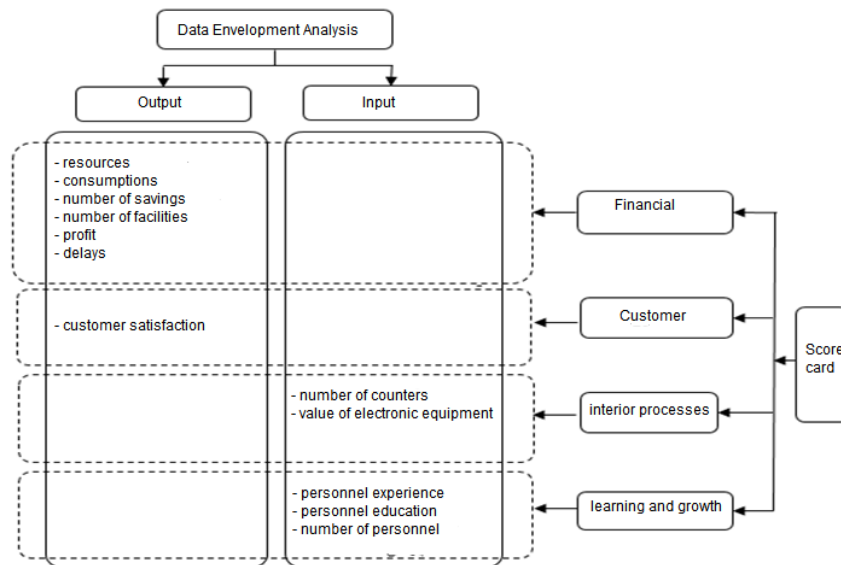 Data Envelopment Analysis
Output
Input
- resources
- consumptions
- number of savings
- number of facilities
- profit
- delays
Financial
- customer satisfaction
Customer
Score
card
- number of counters
- value of electronic equipment
interior processes
- personnel experience
- personnel education
- number of personnel
learning and growth